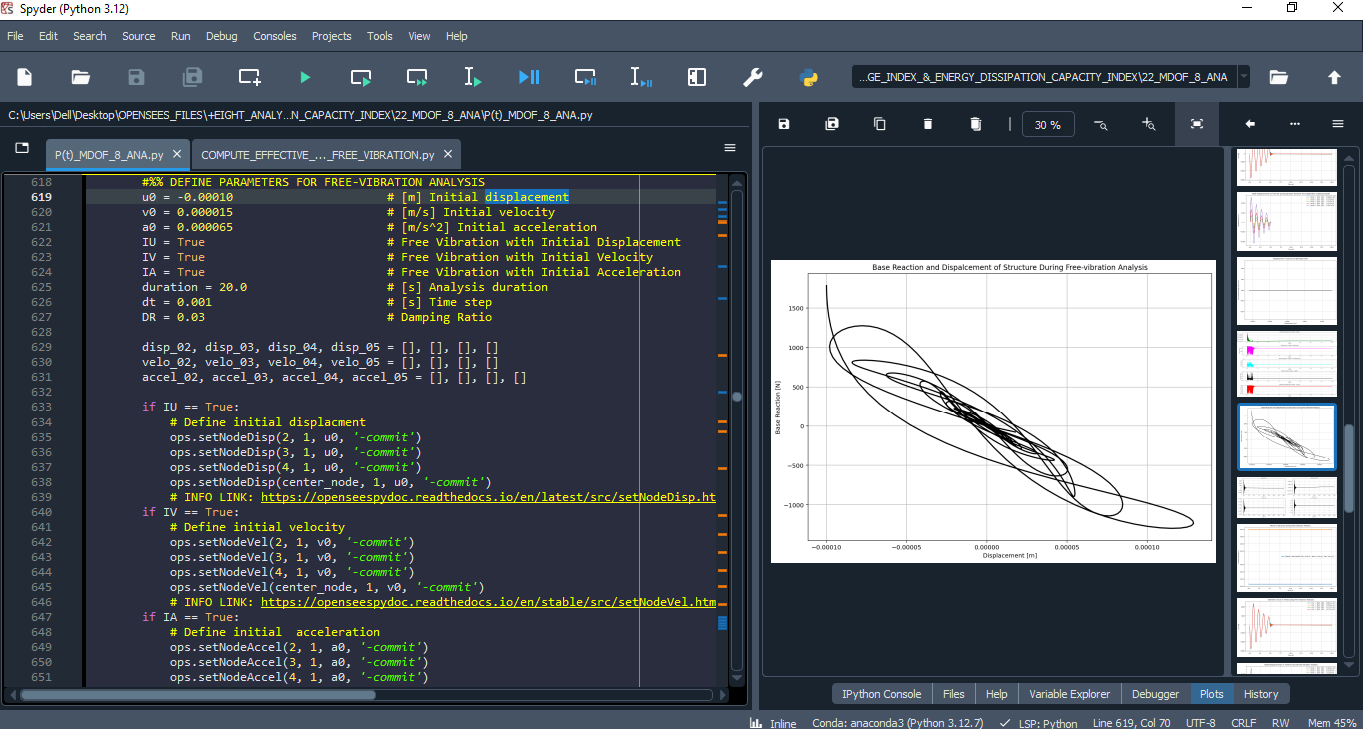 Spyder (Python 3.12)
File Edit Search Source Run Debug Consoles Projects Tools View Help
...GE_INDEX_&_ENERGY_DISSIPATION_CAPACITY_INDEX\22_MDOF_8_ANA
C:\Users\Dell\Desktop\OPENSEES_FILES\+EIGHT_ANALY...N_CAPACITY_INDEX\22_MDOF_8_ANA\P(t)_MDOF_8_ANA.py
P(t)_MDOF_8_ANA.py
COMPUTE_EFFECTIVE_..._FREE_VIBRATION.py
618 #%% DEFINE PARAMETERS FOR FREE-VIBRATION ANALYSIS
619 u0 = -0.00010 # [m] Initial displacement
620 v0 = 0.000015 # [m/s] Initial velocity
621 a0 = 0.000065 # [m/s^2] Initial acceleration
622 IU = True # Free Vibration with Initial Displacement
623 IV = True # Free Vibration with Initial Velocity
624 IA = True # Free Vibration with Initial Acceleration
625 duration = 20.0 # [s] Analysis duration
626 dt = 0.001 # [s] Time step
627 DR = 0.03 # Damping Ratio
628
629 disp_02, disp_03, disp_04, disp_05 = [], [], [], []
630 velo_02, velo_03, velo_04, velo_05 = [], [], [], []
631 accel_02, accel_03, accel_04, accel_05 = [], [], [], []
632
633 if IU == True:
634 # Define initial displacment
635 ops.setNodeDisp(2, 1, u0, '-commit')
636 ops.setNodeDisp(3, 1, u0, '-commit')
637 ops.setNodeDisp(4, 1, u0, '-commit')
638 ops.setNodeDisp(center_node, 1, u0, '-commit')
639 # INFO LINK: https://openseespydoc.readthedocs.io/en/latest/src/setNodeDisp.ht
640 if IV == True:
641 # Define initial velocity
642 ops.setNodeVel(2, 1, v0, '-commit')
643 ops.setNodeVel(3, 1, v0, '-commit')
644 ops.setNodeVel(4, 1, v0, '-commit')
645 ops.setNodeVel(center_node, 1, v0, '-commit')
646 # INFO LINK: https://openseespydoc.readthedocs.io/en/stable/src/setNodeVel.htm
647 if IA == True:
648 # Define initial  acceleration
649 ops.setNodeAccel(2, 1, a0, '-commit')
650 ops.setNodeAccel(3, 1, a0, '-commit')
651 ops.setNodeAccel(4, 1, a0, '-commit')
30 %
Base Reaction and Dispalcement of Structure During Free-vibration Analysis
Base Reaction [N]
1500
1000
500
0
−500
−1000
−0.00010 −0.00005 0.00000 0.00005 0.00010
Displacement [m]
IPython Console Files Help Variable Explorer Debugger Plots History
Inline Conda: anaconda3 (Python 3.12.7) LSP: Python Line 619, Col 70 UTF-8 CRLF RW Mem 45%